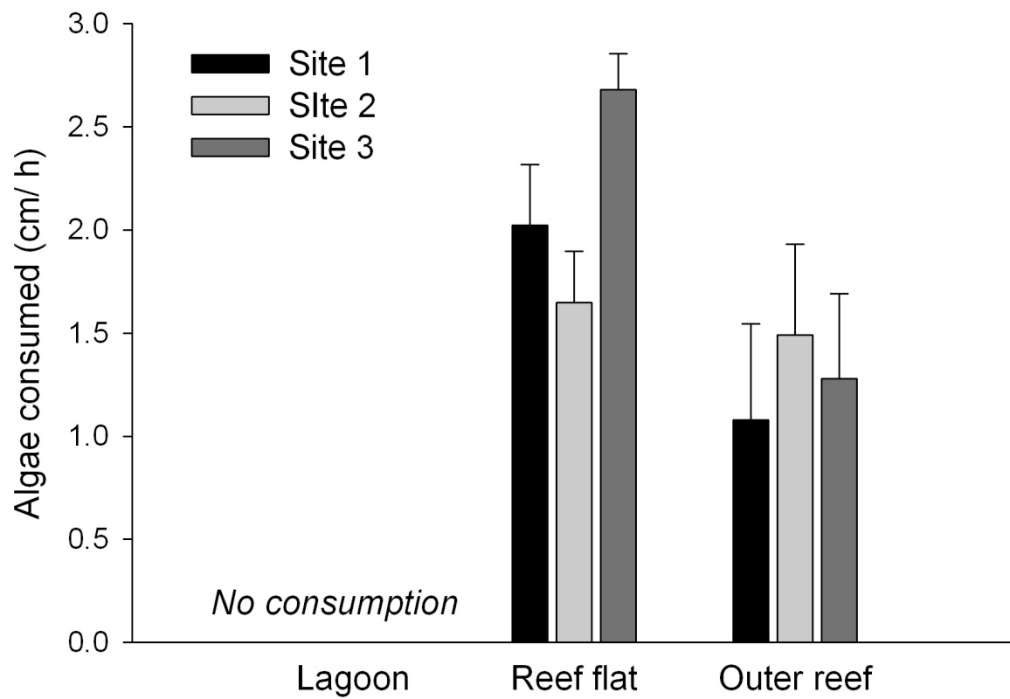 Algae consumed (cm/ h)
3.0
2.5
2.0
1.5
1.0
0.5
0.0
Site 1
SIte 2
Site 3
No consumption
Lagoon Reef flat Outer reef